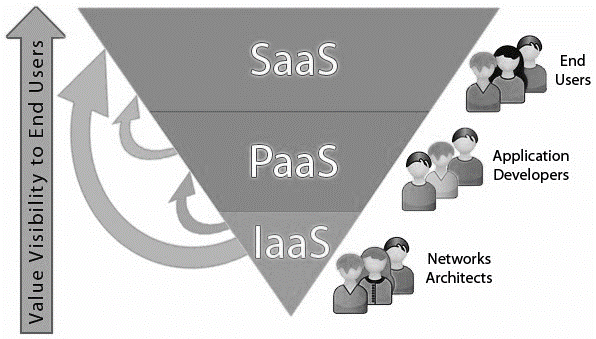 Value Visibility to End Users
SaaS
End
Users
PaaS
Application
Developers
IaaS
Networks
Architects